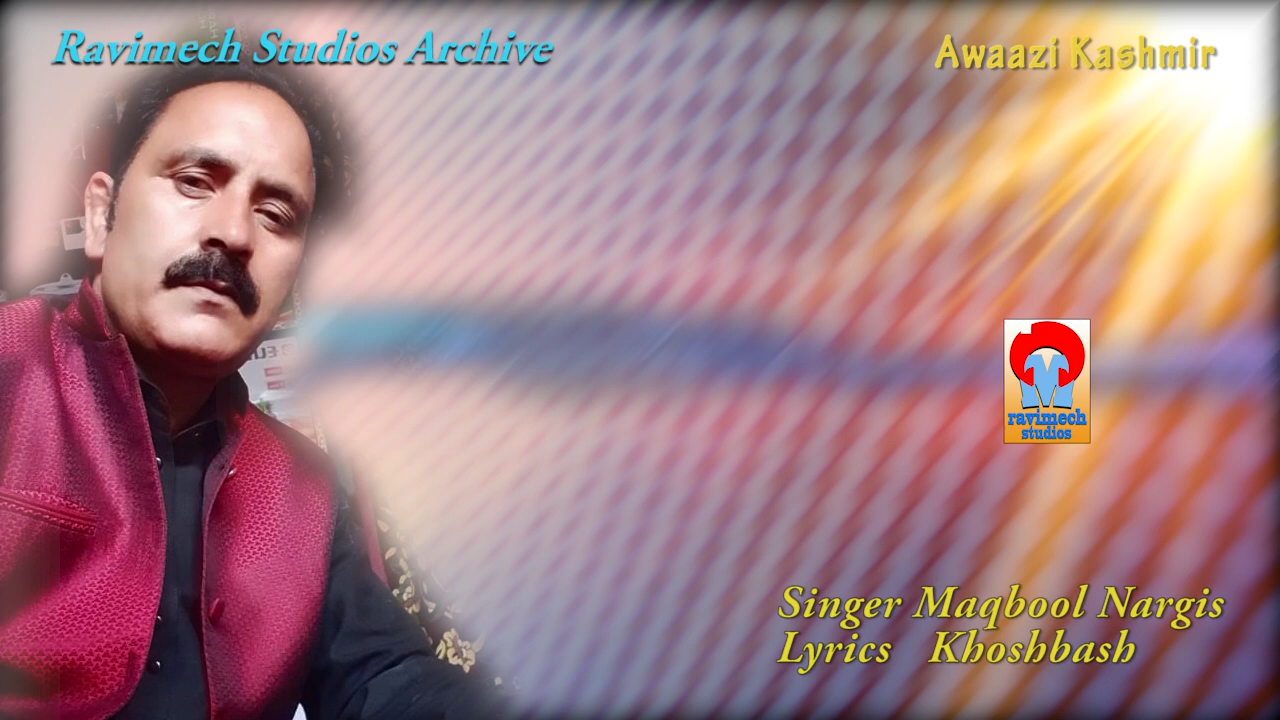 Ravimech Studios Archive
Awaazi Kashmir
ravimech
studios
Singer Maqbool Nargis
Lyrics Khoshbash